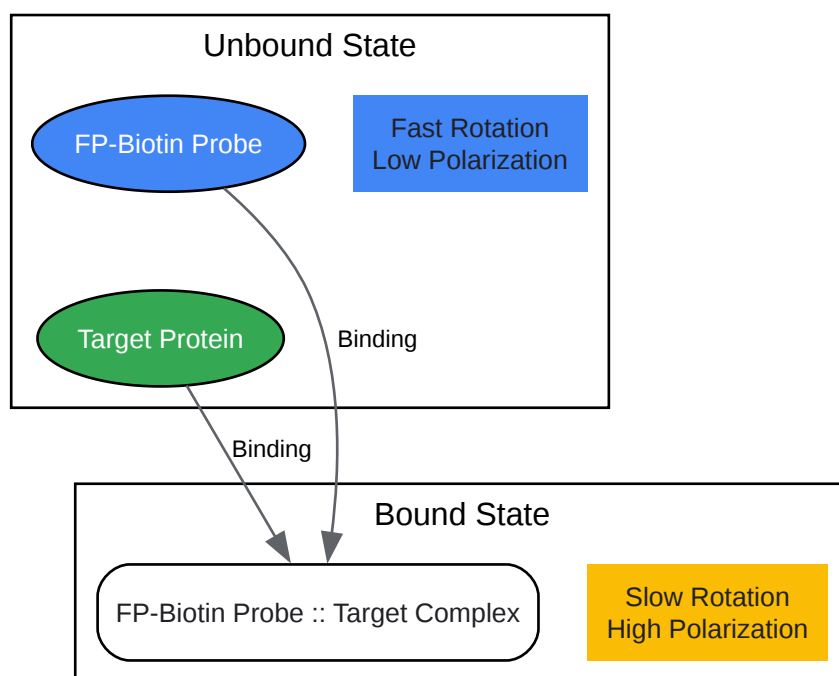 Unbound State
FP-Biotin Probe
Fast Rotation
Low Polarization
Target Protein
Binding
Binding
Bound State
FP-Biotin Probe :: Target Complex
Slow Rotation
High Polarization